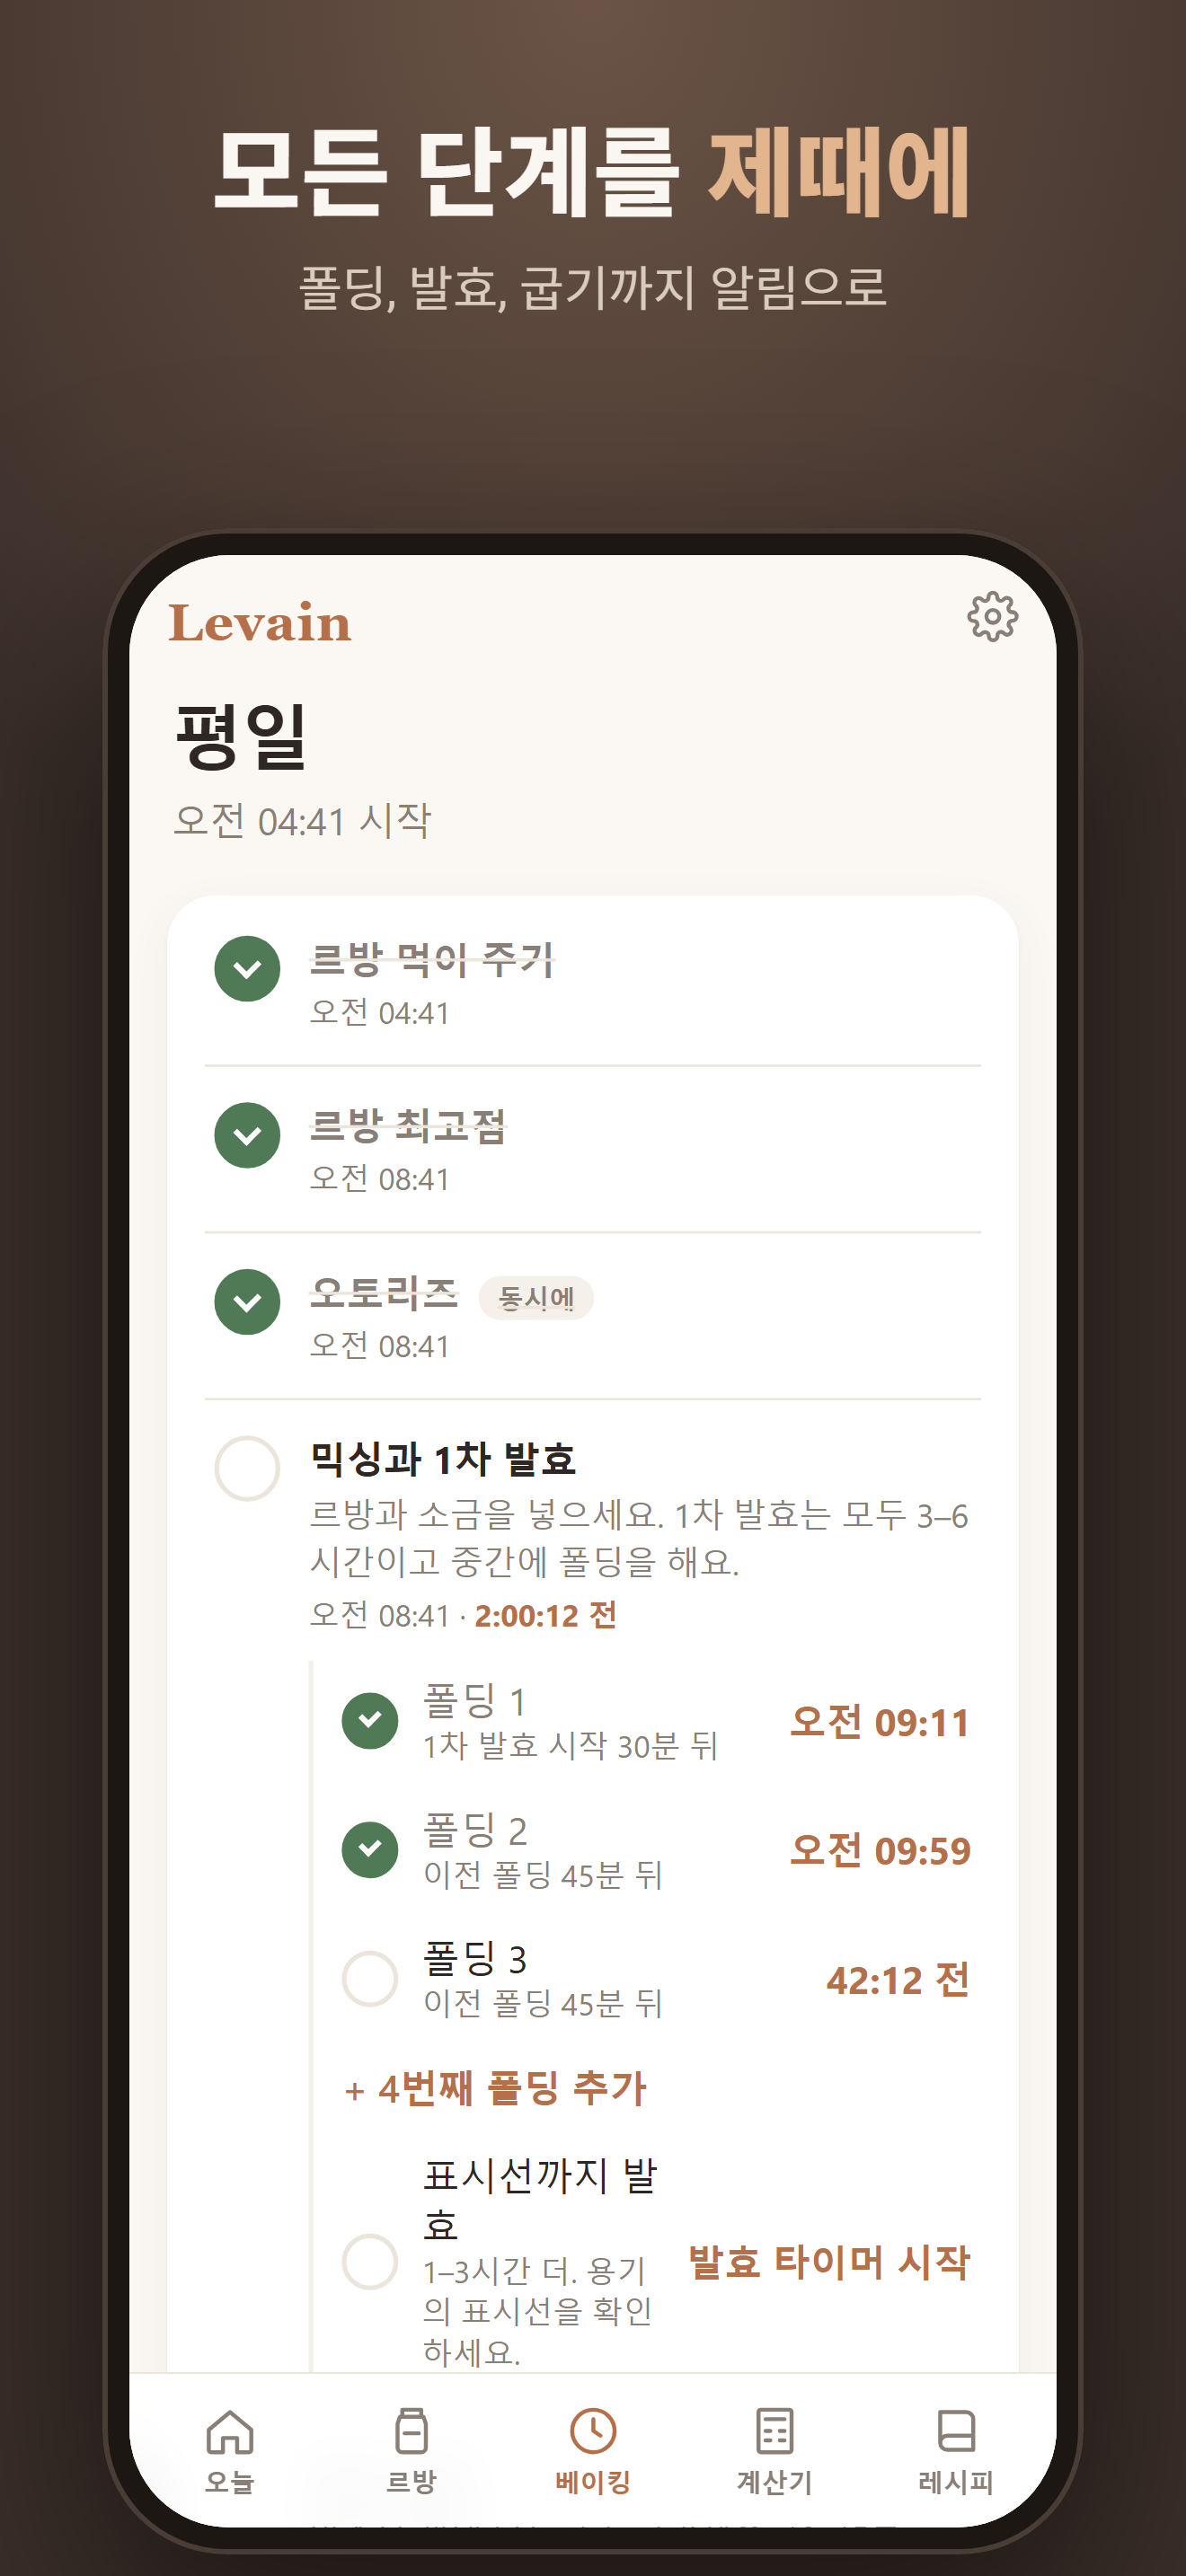 모든 단계를 제때에
폴딩, 발효, 굽기까지 알림으로
Levain
평일
오전 04:41 시작
르방 먹이 주기
오전 04:41
르방 최고점
오전 08:41
오토리즈 동시에
오전 08:41
믹싱과 1차 발효
르방과 소금을 넣으세요. 1차 발효는 모두 3–6
시간이고 중간에 폴딩을 해요.
오전 08:41 · 2:00:12 전
폴딩 1
오전 09:11
1차 발효 시작 30분 뒤
폴딩 2
오전 09:59
이전 폴딩 45분 뒤
폴딩 3
42:12 전
이전 폴딩 45분 뒤
+ 4번째 폴딩 추가
표시선까지 발
효
발효 타이머 시작
1–3시간 더. 용기
의 표시선을 확인
하세요.
오늘 르방 베이킹 계산기 레시피